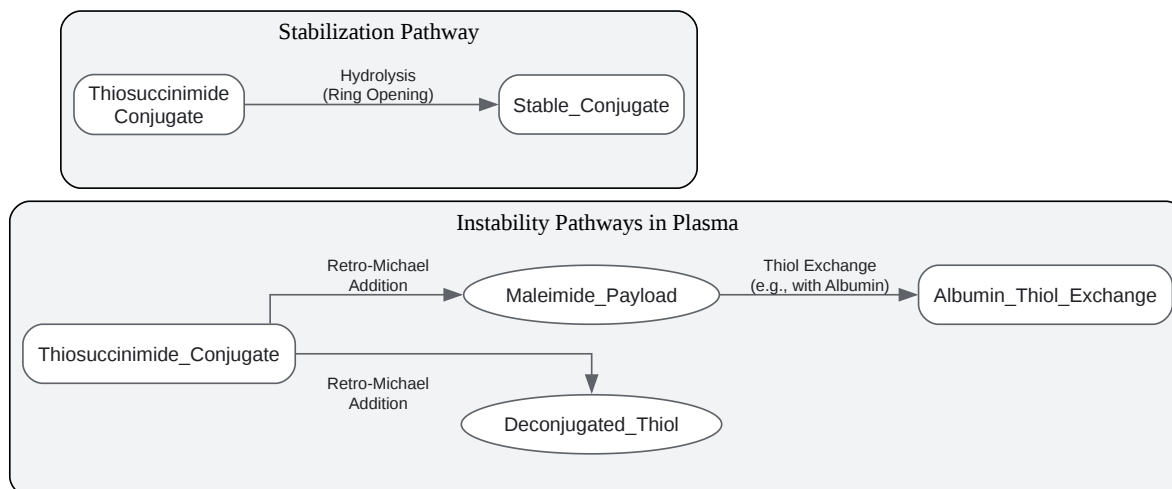 Stabilization Pathway
Thiosuccinimide
Conjugate
Hydrolysis
(Ring Opening)
Stable_Conjugate
Instability Pathways in Plasma
Thiosuccinimide_Conjugate
Retro-Michael
Addition
Maleimide_Payload
Thiol Exchange
(e.g., with Albumin)
Albumin_Thiol_Exchange
Retro-Michael
Addition
Deconjugated_Thiol